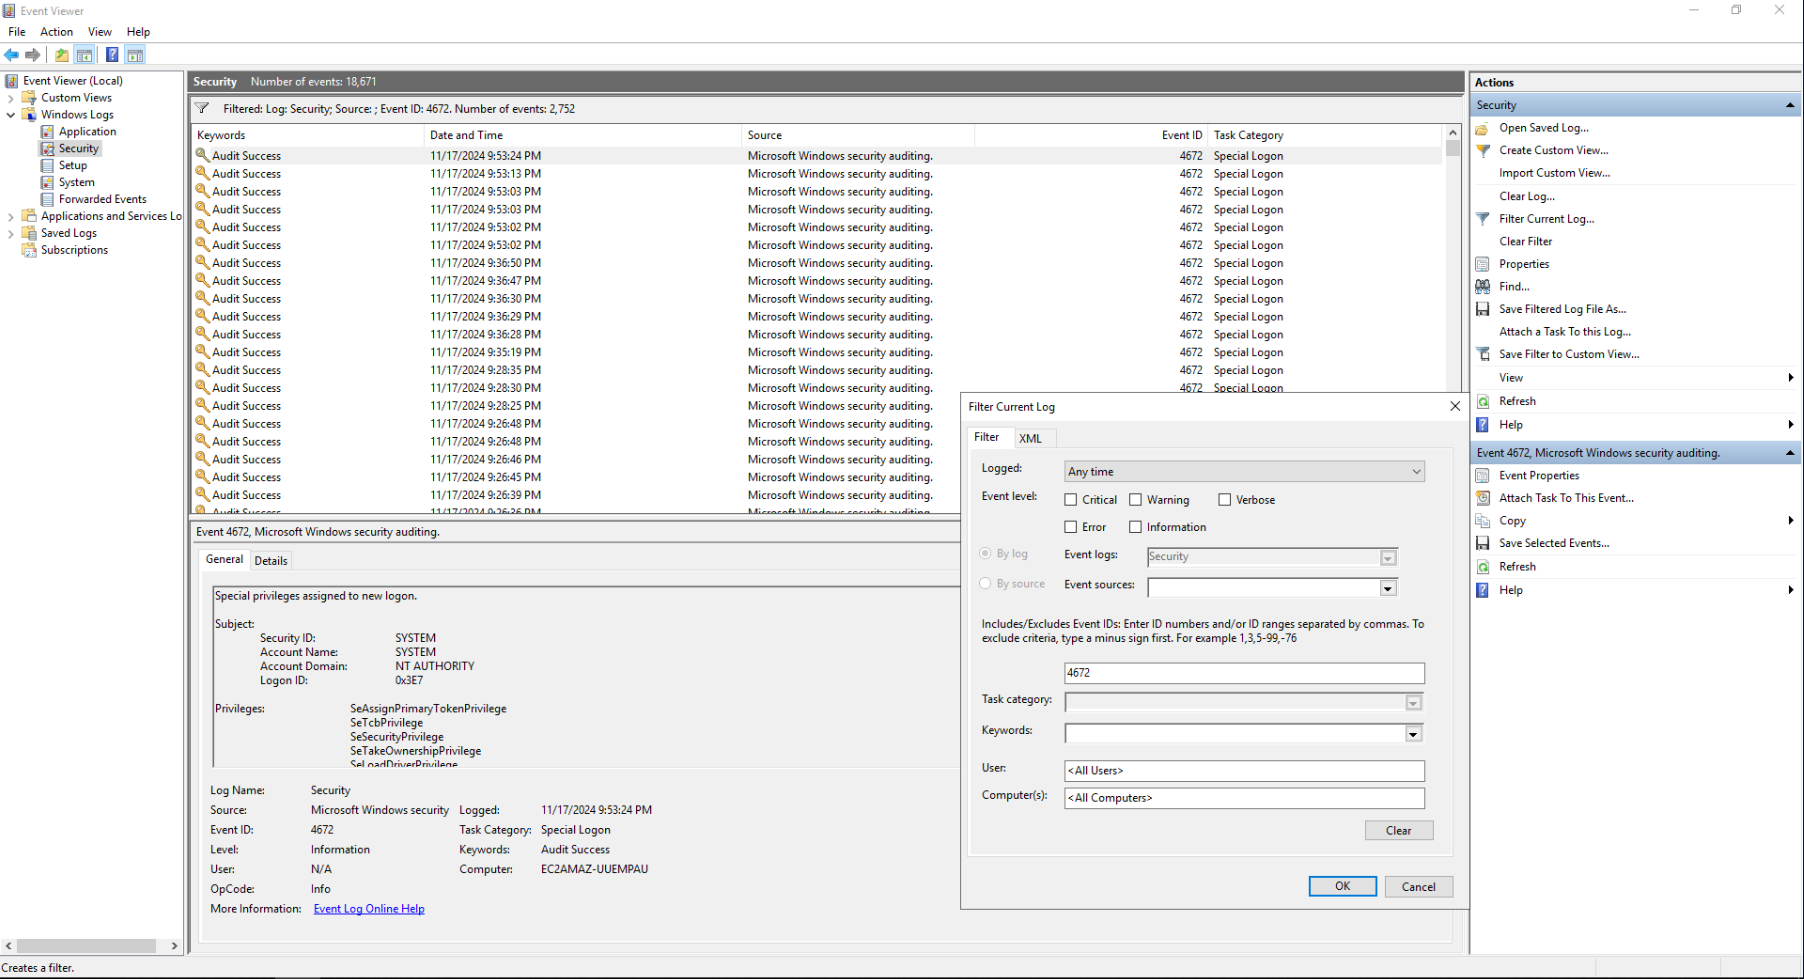 Event Viewer
File Action View Help
Event Viewer (Local)
Custom Views
Windows Logs
Application
Security
Setup
System
Forwarded Events
Applications and Services Lo
Saved Logs
Subscriptions
Security Number of events: 18,671
Filtered: Log: Security; Source: ; Event ID: 4672. Number of events: 2,752
Keywords Date and Time Source Event ID Task Category
Audit Success 11/17/2024 9:53:24 PM Microsoft Windows security auditing. 4672 Special Logon
Audit Success 11/17/2024 9:53:13 PM Microsoft Windows security auditing. 4672 Special Logon
Audit Success 11/17/2024 9:53:03 PM Microsoft Windows security auditing. 4672 Special Logon
Audit Success 11/17/2024 9:53:03 PM Microsoft Windows security auditing. 4672 Special Logon
Audit Success 11/17/2024 9:53:02 PM Microsoft Windows security auditing. 4672 Special Logon
Audit Success 11/17/2024 9:53:02 PM Microsoft Windows security auditing. 4672 Special Logon
Audit Success 11/17/2024 9:36:50 PM Microsoft Windows security auditing. 4672 Special Logon
Audit Success 11/17/2024 9:36:47 PM Microsoft Windows security auditing. 4672 Special Logon
Audit Success 11/17/2024 9:36:30 PM Microsoft Windows security auditing. 4672 Special Logon
Audit Success 11/17/2024 9:36:29 PM Microsoft Windows security auditing. 4672 Special Logon
Audit Success 11/17/2024 9:36:28 PM Microsoft Windows security auditing. 4672 Special Logon
Audit Success 11/17/2024 9:35:19 PM Microsoft Windows security auditing. 4672 Special Logon
Audit Success 11/17/2024 9:28:35 PM Microsoft Windows security auditing. 4672 Special Logon
Audit Success 11/17/2024 9:28:30 PM Microsoft Windows security auditing. 4672 Special Logon
Audit Success 11/17/2024 9:28:25 PM Microsoft Windows security auditing.
Audit Success 11/17/2024 9:26:48 PM Microsoft Windows security auditing.
Audit Success 11/17/2024 9:26:48 PM Microsoft Windows security auditing.
Audit Success 11/17/2024 9:26:46 PM Microsoft Windows security auditing.
Audit Success 11/17/2024 9:26:45 PM Microsoft Windows security auditing.
Audit Success 11/17/2024 9:26:39 PM Microsoft Windows security auditing.
Audit Success 11/17/2024 9:26:36 PM Microsoft Windows security auditing.
Event 4672, Microsoft Windows security auditing.
General Details
Special privileges assigned to new logon.
Subject:
Security ID: SYSTEM
Account Name: SYSTEM
Account Domain: NT AUTHORITY
Logon ID: 0x3E7
Privileges: SeAssignPrimaryTokenPrivilege
SeTcbPrivilege
SeSecurityPrivilege
SeTakeOwnershipPrivilege
SeLoadDriverPrivilege
Log Name: Security
Source: Microsoft Windows security Logged: 11/17/2024 9:53:24 PM
Event ID: 4672 Task Category: Special Logon
Level: Information Keywords: Audit Success
User: N/A Computer: EC2AMAZ-UUEMPAU
OpCode: Info
More Information: Event Log Online Help
Filter Current Log
Filter XML
Logged: Any time
Event level: Critical Warning Verbose
Error Information
By log Event logs: Security
By source Event sources:
Includes/Excludes Event IDs: Enter ID numbers and/or ID ranges separated by commas. To
exclude criteria, type a minus sign first. For example 1,3,5-99,-76
4672
Task category:
Keywords:
User: <All Users>
Computer(s): <All Computers>
Clear
OK Cancel
Actions
Security
Open Saved Log...
Create Custom View...
Import Custom View...
Clear Log...
Filter Current Log...
Clear Filter
Properties
Find...
Save Filtered Log File As...
Attach a Task To this Log...
Save Filter to Custom View...
View
Refresh
Help
Event 4672, Microsoft Windows security auditing.
Event Properties
Attach Task To This Event...
Copy
Save Selected Events...
Refresh
Help
Creates a filter.